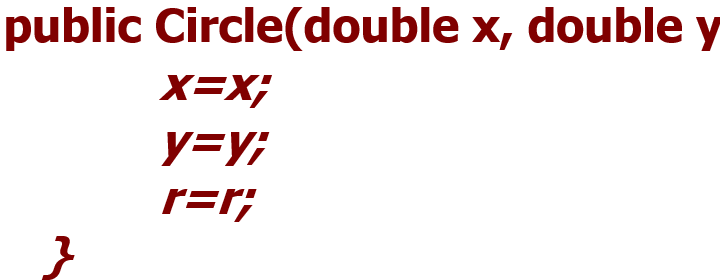 public Circle(double x, double y
x=x;
y=y;
r=r;
}